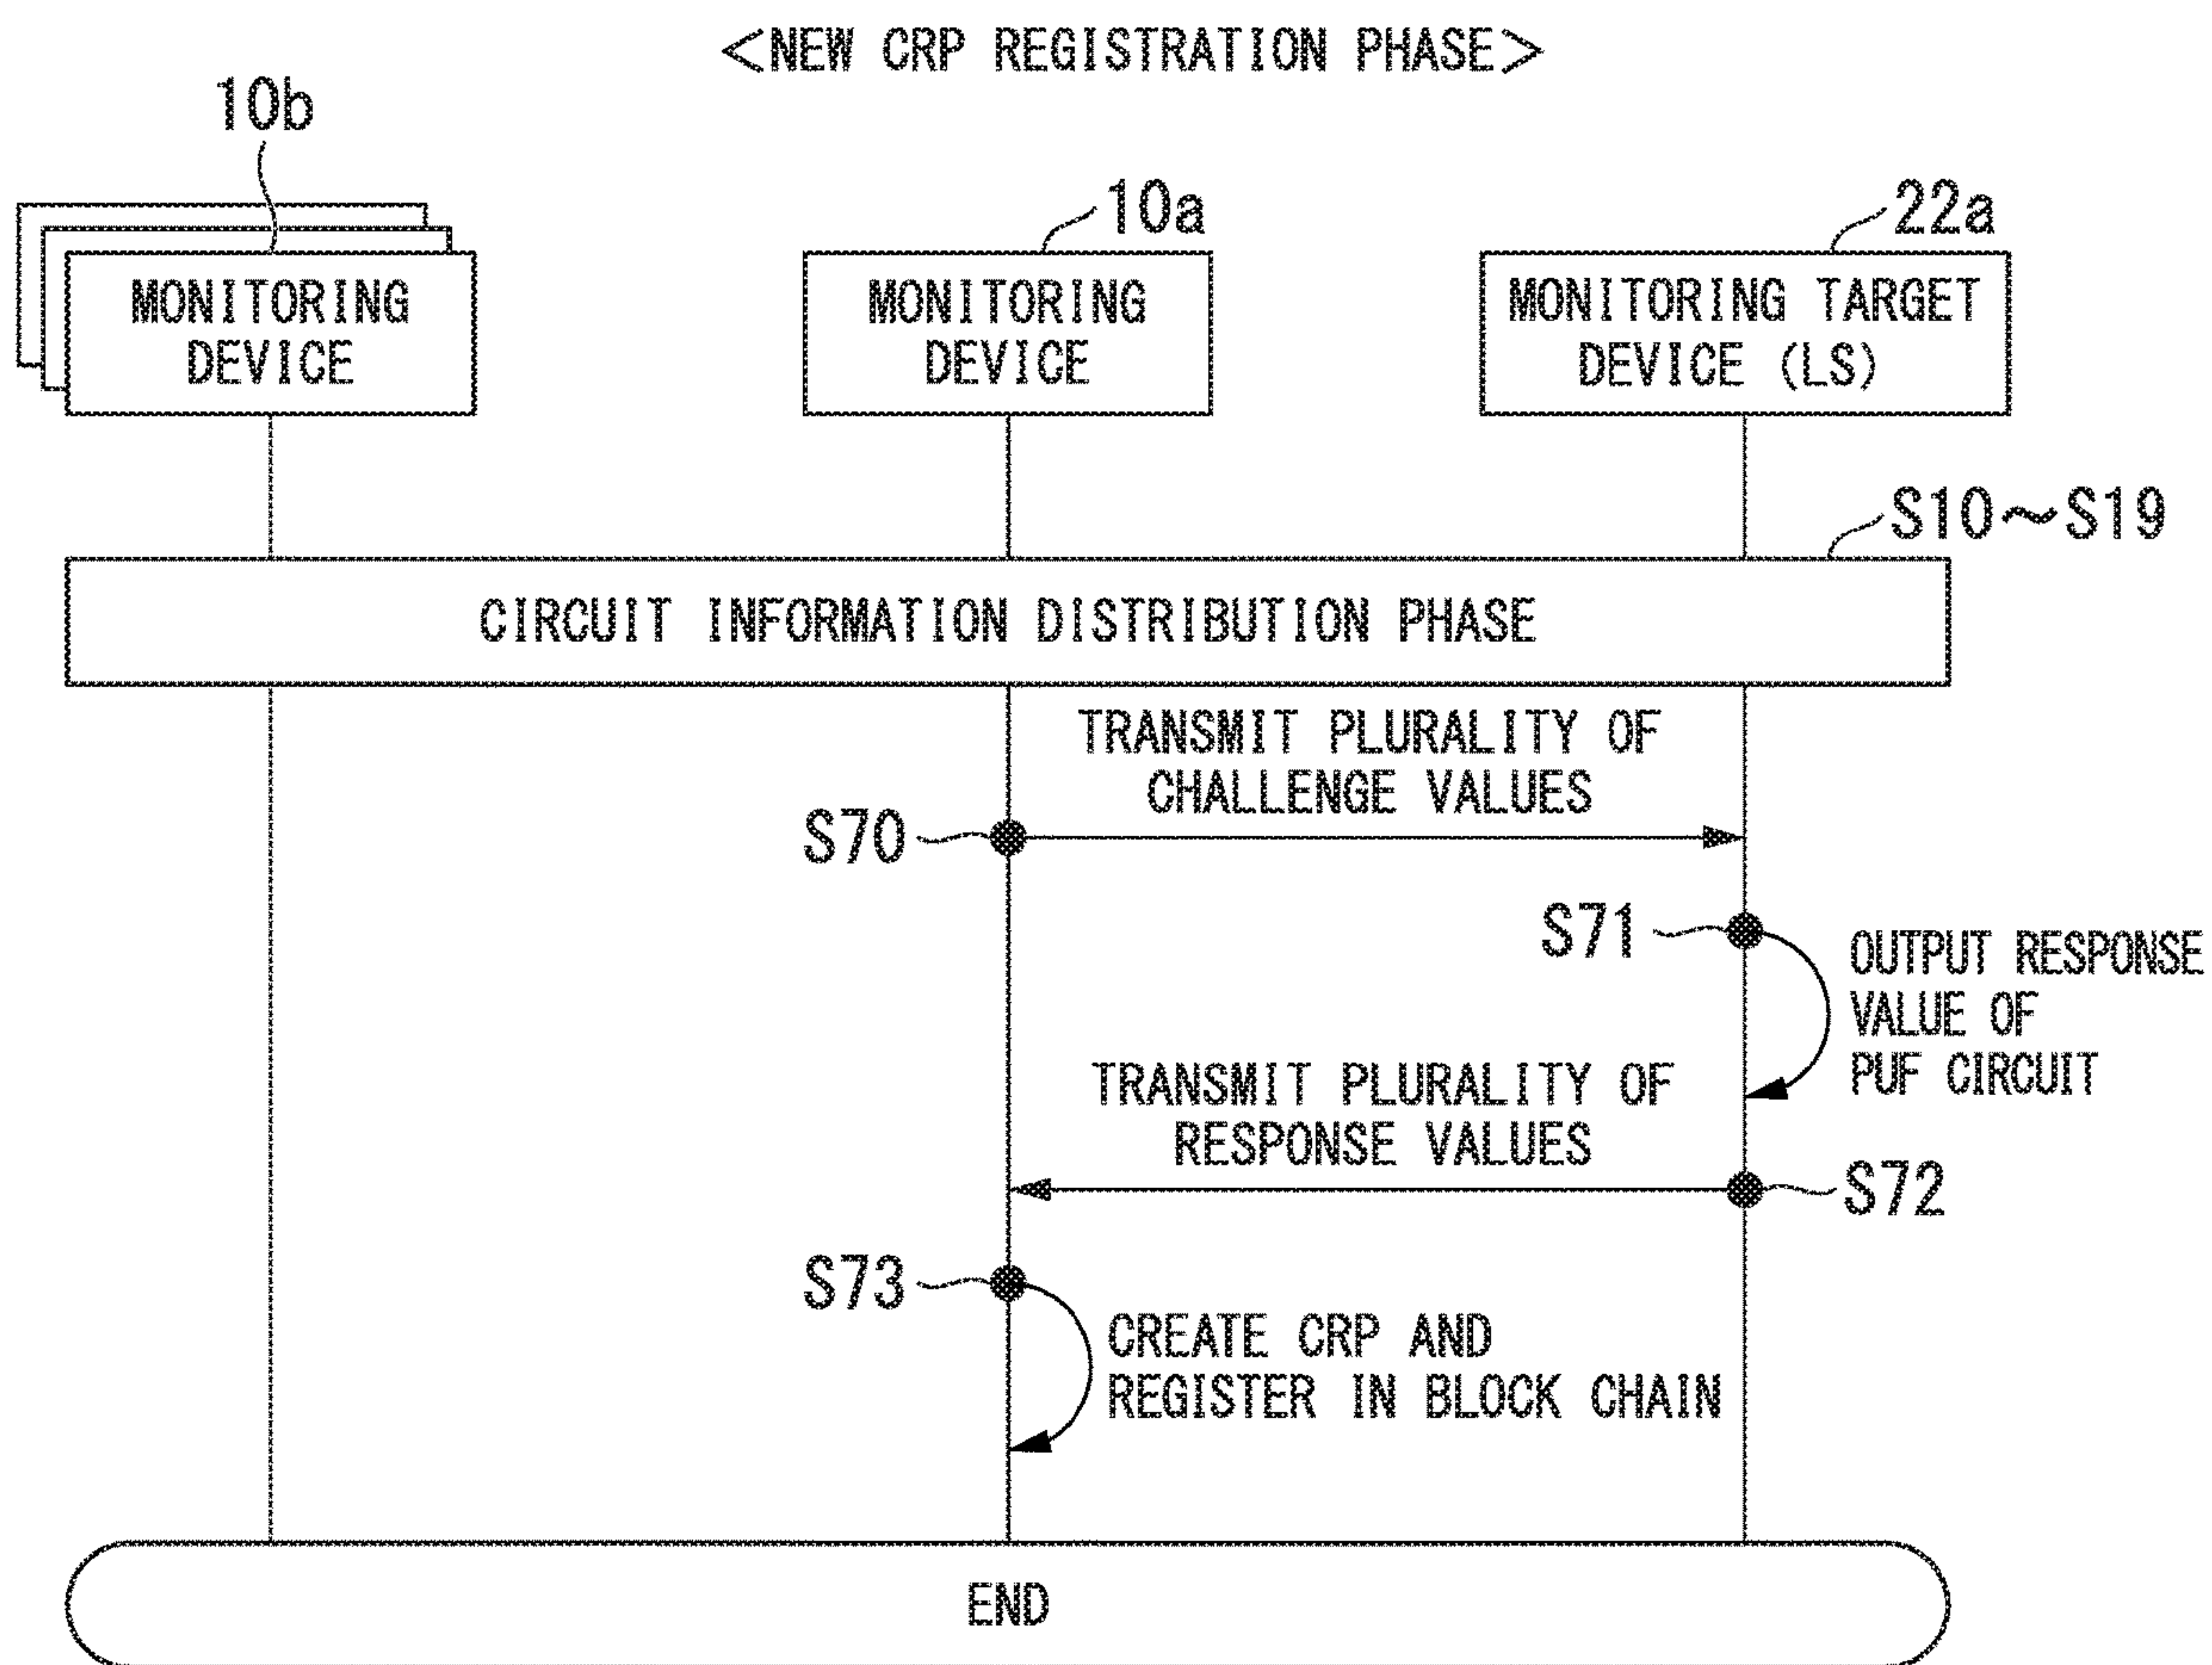 <NEW CRP REGISTRATION PHASE>
10b
10a
22a
MONITORING
DEVICE
MONITORING
DEVICE
MONITORING TARGET
DEVICE (LS)
S10～S19
CIRCUIT INFORMATION DISTRIBUTION PHASE
TRANSMIT PLURALITY OF
CHALLENGE VALUES
S70
S71
OUTPUT RESPONSE
VALUE OF
PUF CIRCUIT
TRANSMIT PLURALITY OF
RESPONSE VALUES
S72
S73
CREATE CRP AND
REGISTER IN BLOCK CHAIN
END